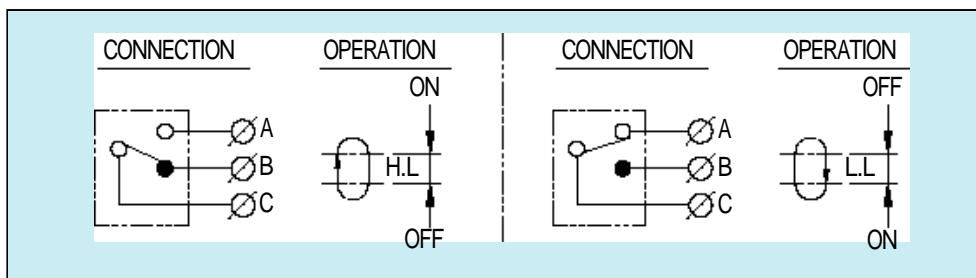 CONNECTION OPERATION CONNECTION OPERATION
ON OFF
A A
B H.L B L.L
C C
OFF ON